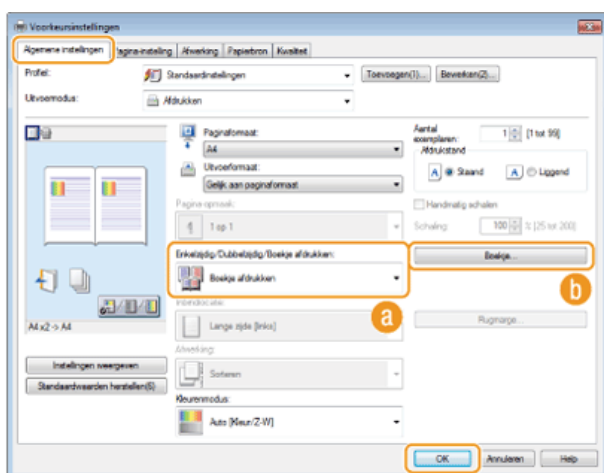 Voorkeursinstellingen
Algemene instellingen Pagina-instelling Afwerking Papierbron Kwaliteit
Profiel: Standaardinstellingen Toevoegen(1)... Bewerken(2)...
Uitvoermodus: Afdrukken
Paginaformaat:
A4
Uitvoerformaat:
Gelijk aan paginaformaat
Aantal exemplaren: 1 [1 tot 99]
Afdrukstand
A Staand A Liggend
Pagina opmaak:
1 op 1
Handmatig schalen
Schaling: 100 % [25 tot 200]
Enkelzijdig/Dubbelzijdig/Boekje afdrukken:
Boekje afdrukken
Boekje...
a
b
Inbindlocatie:
Lange zijde [links]
Rugmarge...
A4 x2 -> A4
Afwerking:
Sorteren
Instellingen weergeven
Standaardwaarden herstellen(6)
Kleurenmodus:
Auto [Kleur/Z-W]
OK Annuleren Help